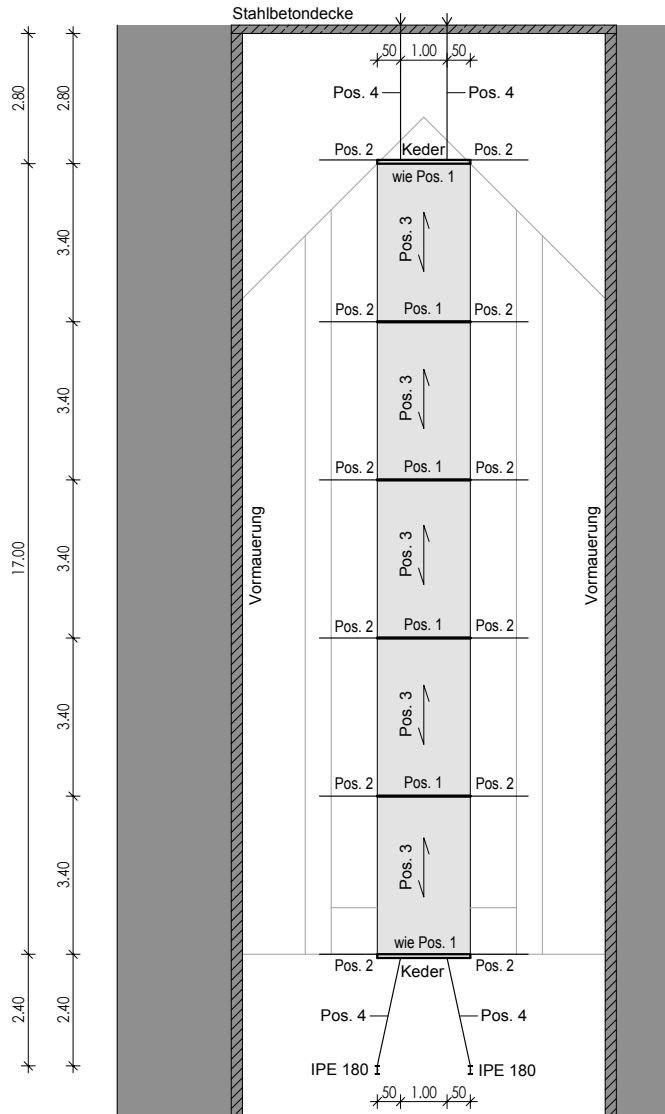 Stahlbetondecke
50 1.00 50
2.80 2.80
Pos. 4 Pos. 4
Pos. 2 Keder Pos. 2
wie Pos. 1
3.40
Pos. 3
Pos. 2 Pos. 1 Pos. 2
3.40
Pos. 3
Pos. 2 Pos. 1 Pos. 2
17.00
3.40
Vormauerung Pos. 3 Vormauerung
Pos. 2 Pos. 1 Pos. 2
3.40
Pos. 3
Pos. 2 Pos. 1 Pos. 2
3.40
Pos. 3
wie Pos. 1
Pos. 2 Keder Pos. 2
2.40 2.40
Pos. 4 Pos. 4
IPE 180 IPE 180
50 1.00 50